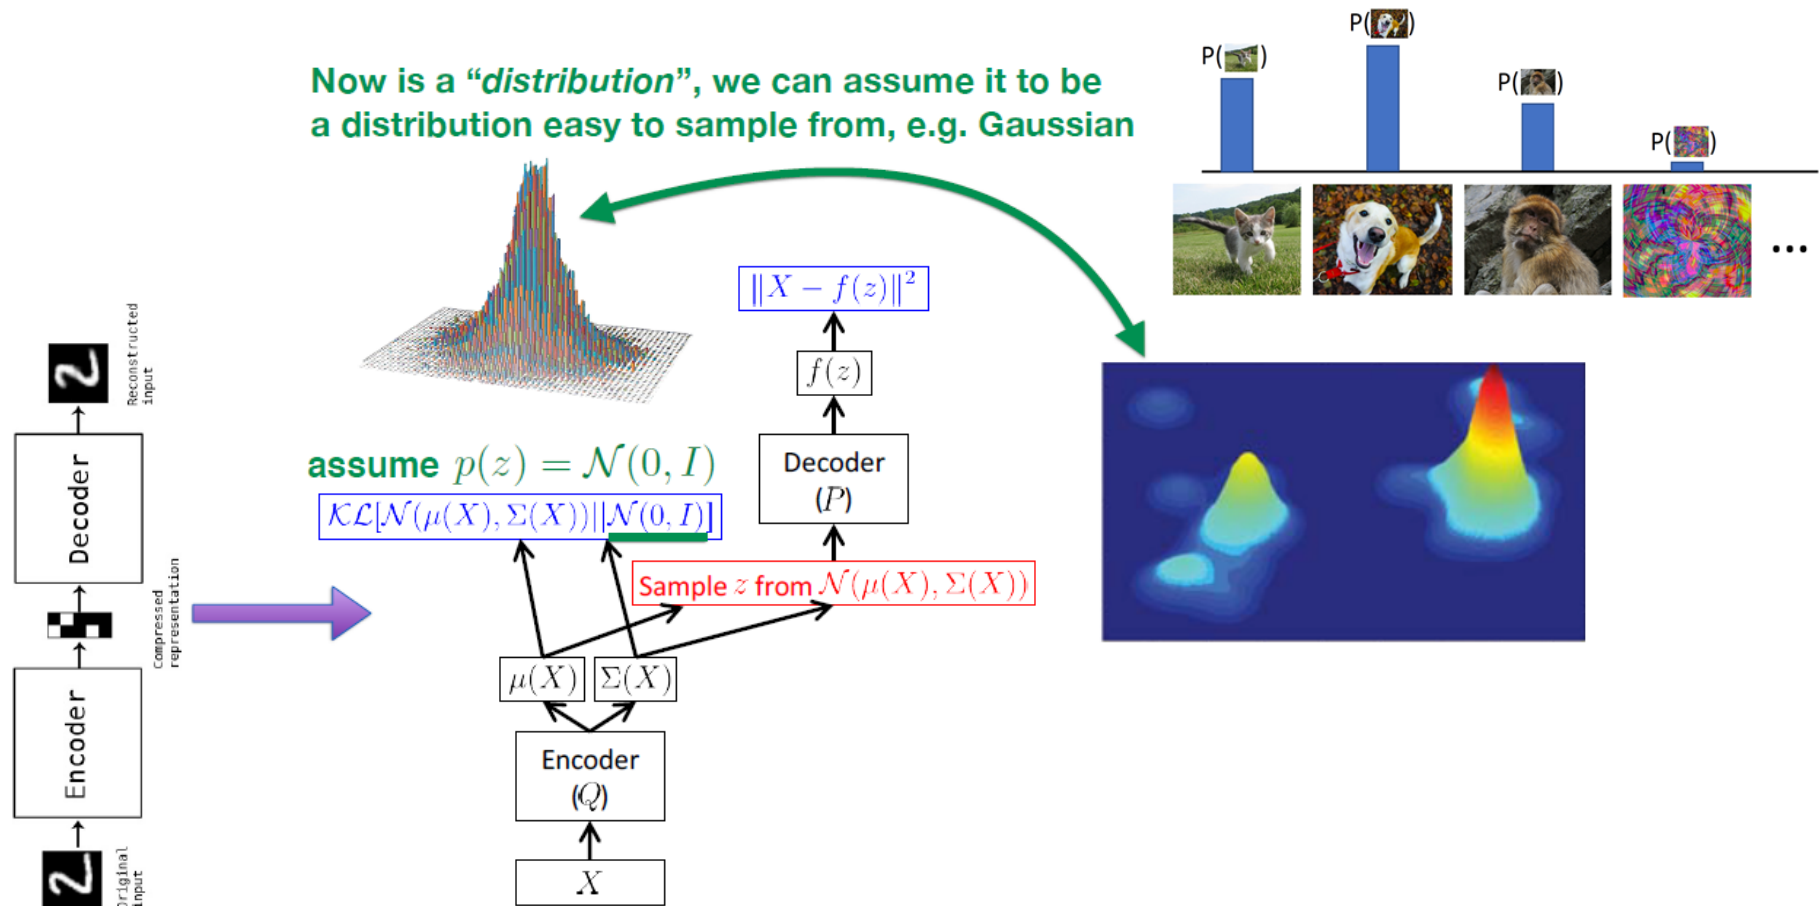 Now is a “distribution”, we can assume it to be
a distribution easy to sample from, e.g. Gaussian
P( )
P( )
P( )
P( )
...
‖X − f(z)‖²
f(z)
Decoder
(P)
assume p(z) = 𝒩(0, I)
𝒦ℒ[𝒩(μ(X), Σ(X))||𝒩(0, I)]
Sample z from 𝒩(μ(X), Σ(X))
μ(X)
Σ(X)
Encoder
(Q)
X
Reconstructed
input
Decoder
Compressed
representation
Encoder
Original
input